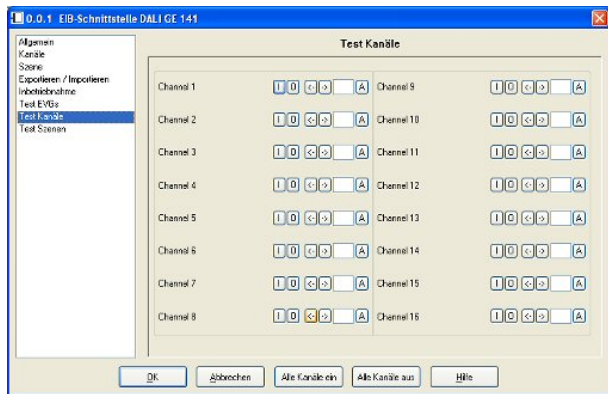 0.0.1 EIB-Schnittstelle DALI GE 141
Allgemein
Kanäle
Szene
Exportieren / Importieren
Inbetriebnahme
Test EVGs
Test Kanäle
Test Szenen
Test Kanäle
Channel 1 I 0 <- -> A Channel 9 I 0 <- -> A
Channel 2 I 0 <- -> A Channel 10 I 0 <- -> A
Channel 3 I 0 <- -> A Channel 11 I 0 <- -> A
Channel 4 I 0 <- -> A Channel 12 I 0 <- -> A
Channel 5 I 0 <- -> A Channel 13 I 0 <- -> A
Channel 6 I 0 <- -> A Channel 14 I 0 <- -> A
Channel 7 I 0 <- -> A Channel 15 I 0 <- -> A
Channel 8 I 0 <- -> A Channel 16 I 0 <- -> A
OK Abbrechen Alle Kanäle ein Alle Kanäle aus Hilfe